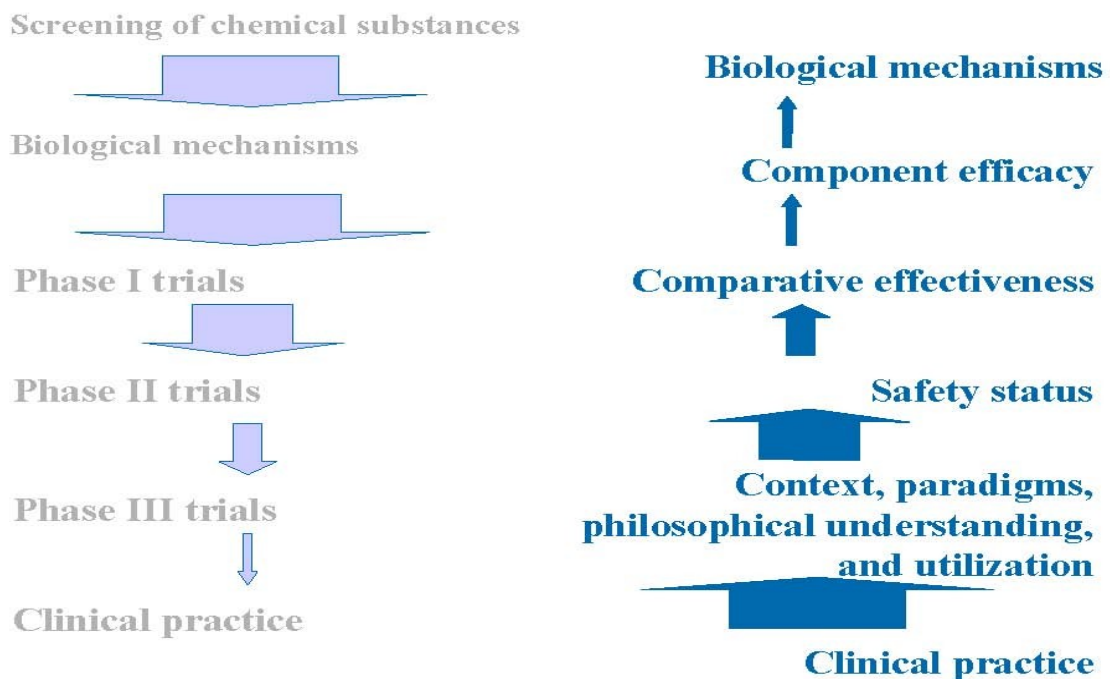 Screening of chemical substances
Biological mechanisms
Phase I trials
Phase II trials
Phase III trials
Clinical practice
Biological mechanisms
Component efficacy
Comparative effectiveness
Safety status
Context, paradigms,
philosophical understanding,
and utilization
Clinical practice